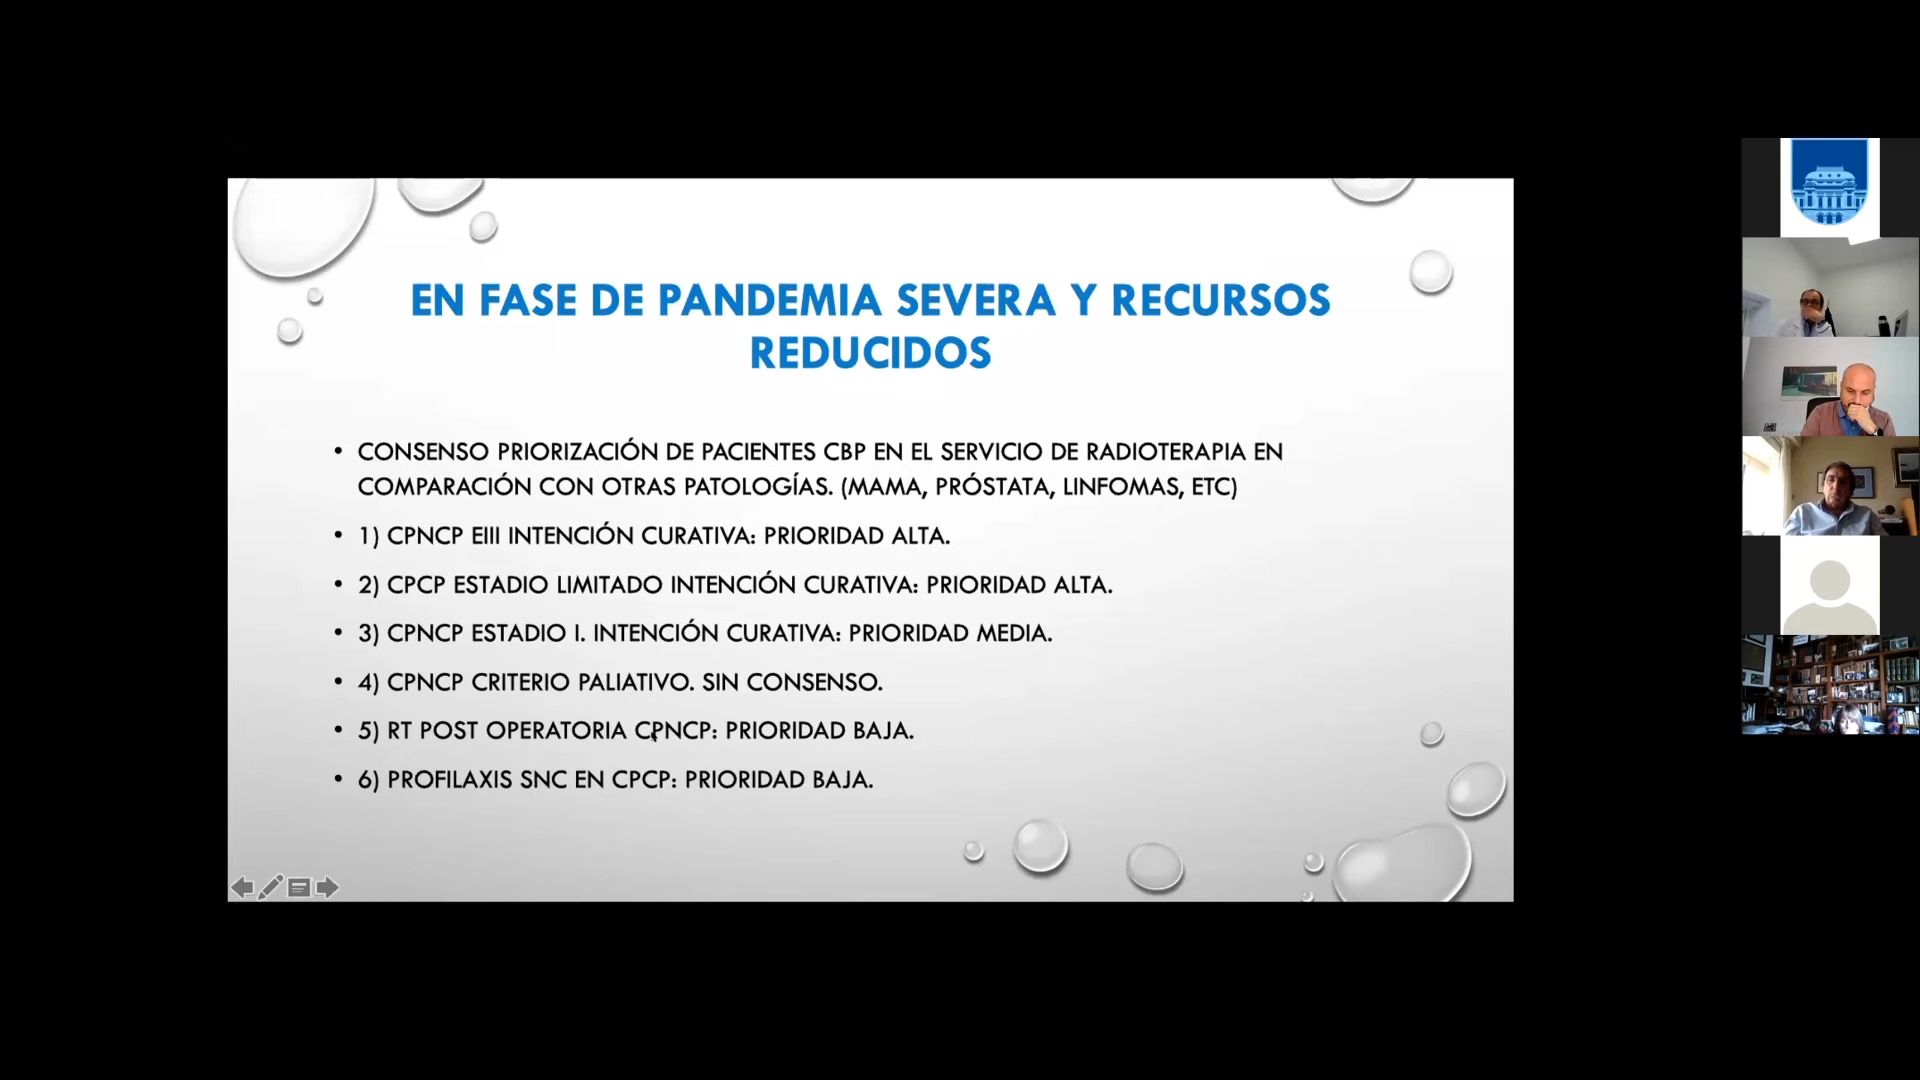 EN FASE DE PANDEMIA SEVERA Y RECURSOS
REDUCIDOS
• CONSENSO PRIORIZACIÓN DE PACIENTES CBP EN EL SERVICIO DE RADIOTERAPIA EN
COMPARACIÓN CON OTRAS PATOLOGÍAS. (MAMA, PRÓSTATA, LINFOMAS, ETC)
• 1) CPNCP EIII INTENCIÓN CURATIVA: PRIORIDAD ALTA.
• 2) CPCP ESTADIO LIMITADO INTENCIÓN CURATIVA: PRIORIDAD ALTA.
• 3) CPNCP ESTADIO I. INTENCIÓN CURATIVA: PRIORIDAD MEDIA.
• 4) CPNCP CRITERIO PALIATIVO. SIN CONSENSO.
• 5) RT POST OPERATORIA CPNCP: PRIORIDAD BAJA.
• 6) PROFILAXIS SNC EN CPCP: PRIORIDAD BAJA.